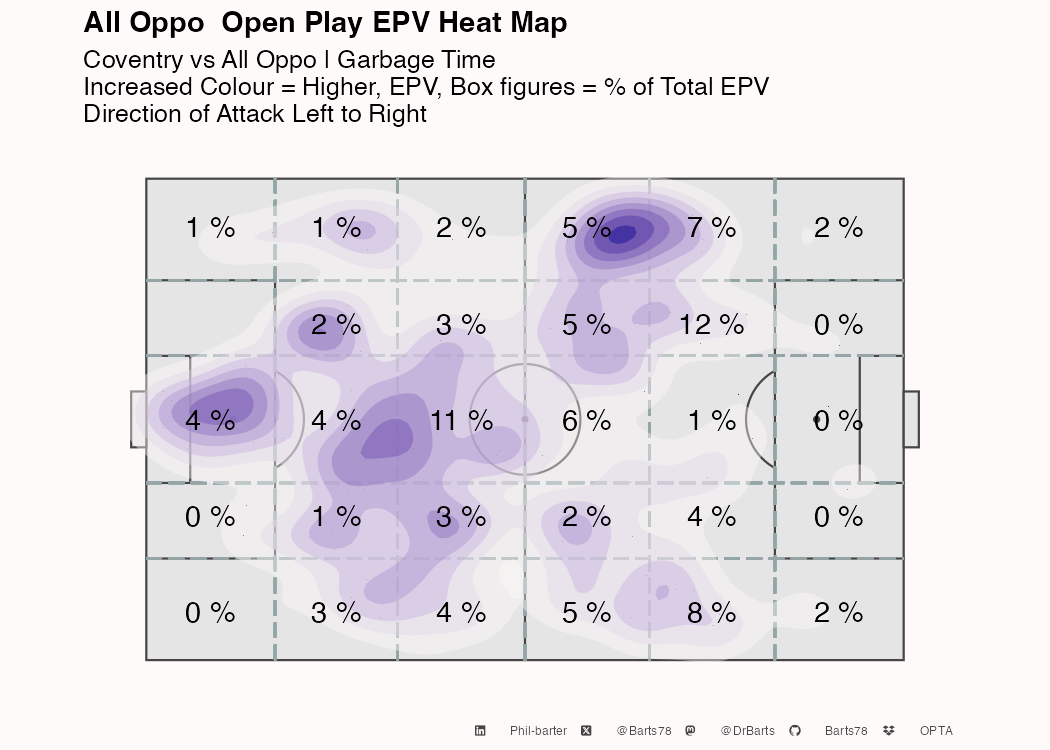 All Oppo  Open Play EPV Heat Map
Coventry vs All Oppo | Garbage Time
Increased Colour = Higher, EPV, Box figures = % of Total EPV
Direction of Attack Left to Right
1 % 1 % 2 % 5 % 7 % 2 %
2 % 3 % 5 % 12 % 0 %
4 % 4 % 11 % 6 % 1 % 0 %
0 % 1 % 3 % 2 % 4 % 0 %
0 % 3 % 4 % 5 % 8 % 2 %
Phil-barter @Barts78 @DrBarts Barts78 OPTA